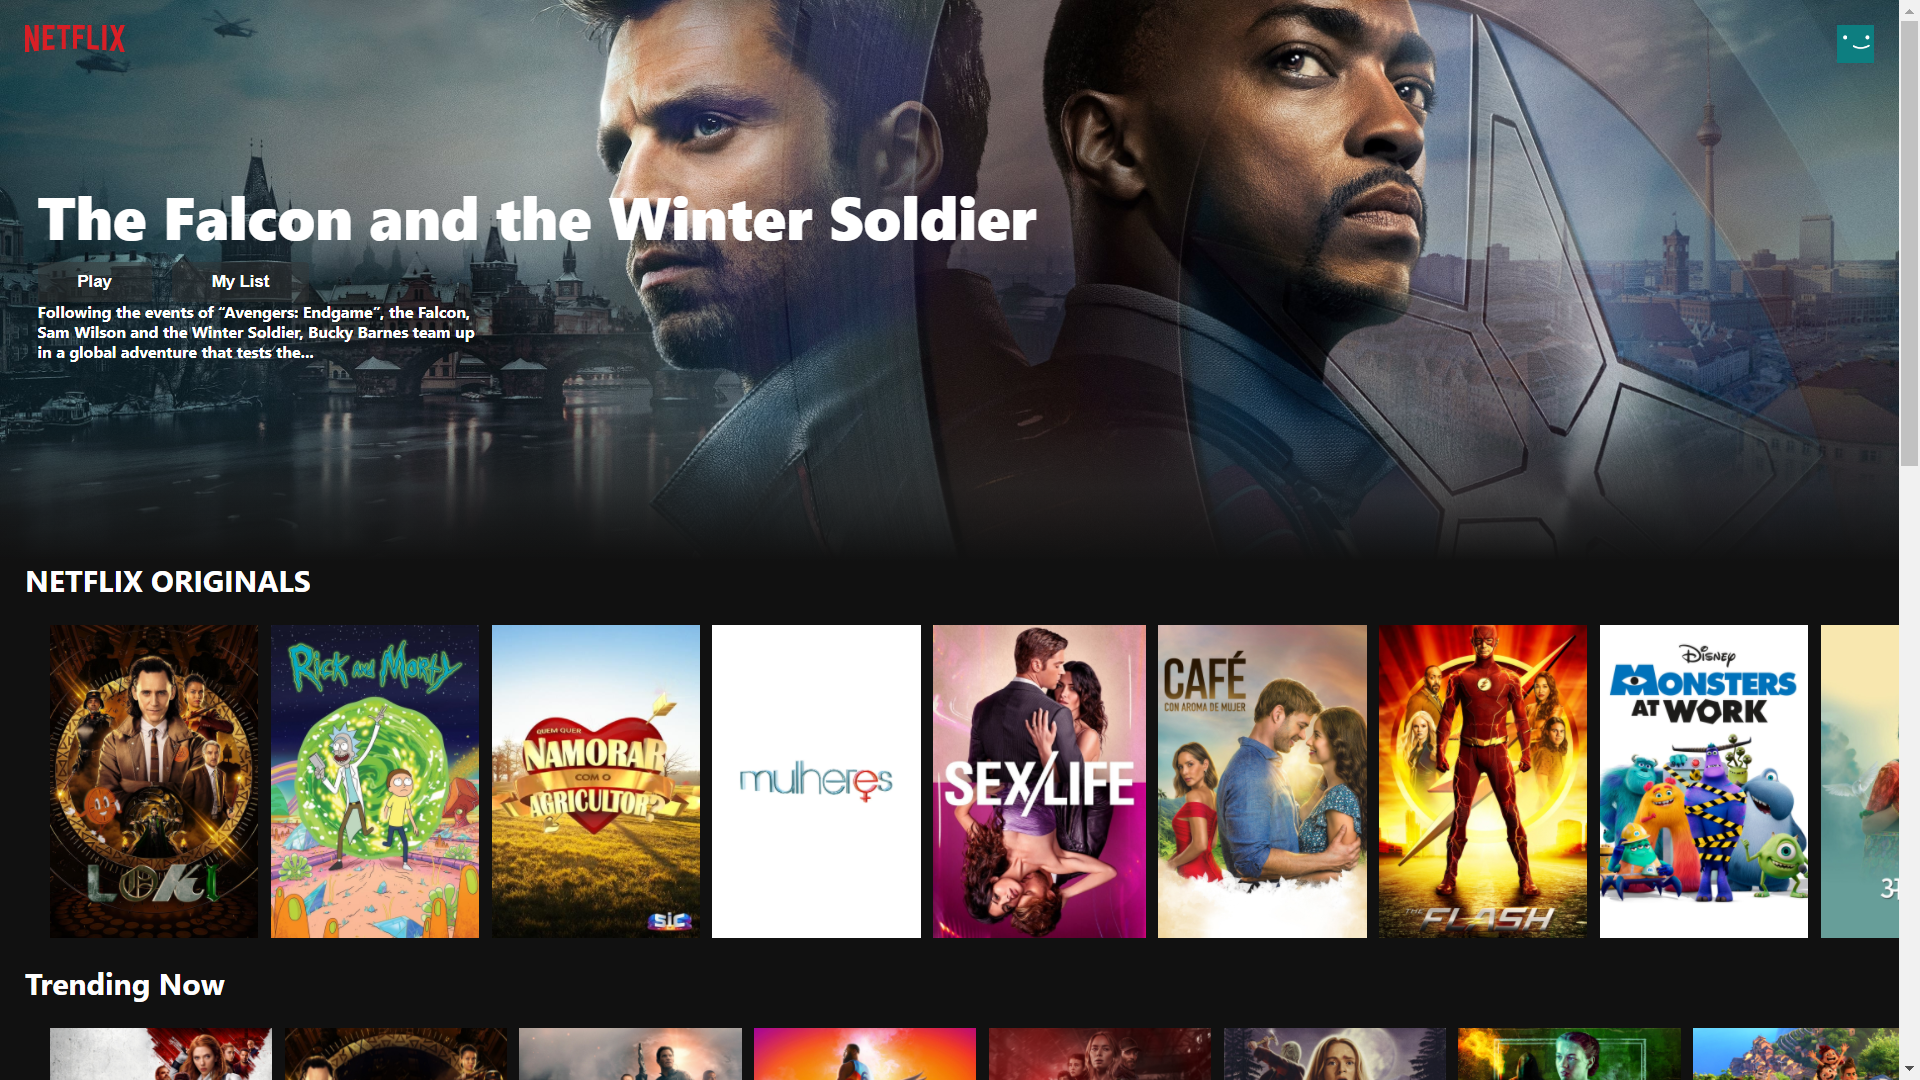 NETFLIX
The Falcon and the Winter Soldier
Play
My List
Following the events of “Avengers: Endgame”, the Falcon,
Sam Wilson and the Winter Soldier, Bucky Barnes team up
in a global adventure that tests the...
NETFLIX ORIGINALS
LOKI
Rick and Morty
QUEM QUER
NAMORAR
COM O
AGRICULTOR?
SIC
mulheres
SEX/LIFE
CAFÉ
CON AROMA DE MUJER
THE FLASH
DISNEY
MONSTERS
AT WORK
Trending Now